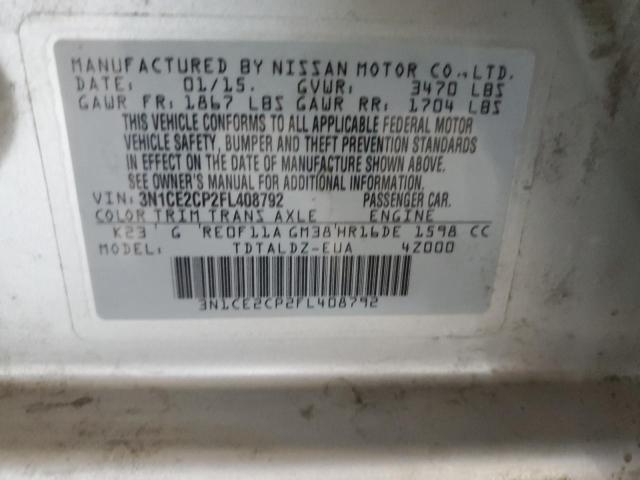 MANUFACTURED BY NISSAN MOTOR CO., LTD.
DATE: 01/15. GVWR: 3470 LBS
GAWR FR: 1867 LBS GAWR RR: 1704 LBS
THIS VEHICLE CONFORMS TO ALL APPLICABLE FEDERAL MOTOR
VEHICLE SAFETY, BUMPER AND THEFT PREVENTION STANDARDS
IN EFFECT ON THE DATE OF MANUFACTURE SHOWN ABOVE.
SEE OWNER'S MANUAL FOR ADDITIONAL INFORMATION.
VIN: 3N1CE2CP2FL408792 PASSENGER CAR.
COLOR TRIM TRANS AXLE ENGINE
K23 G RE0F11A GM38 HR16DE 1598 CC
MODEL: TDTALDZ-EUA 4Z000
3N1CE2CP2FL408792